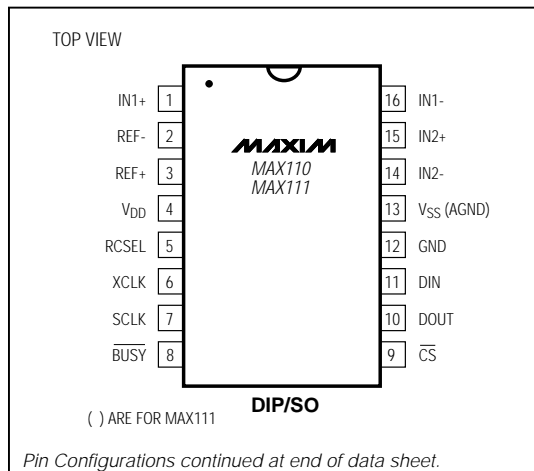 TOP VIEW
IN1+ 1
REF- 2
REF+ 3
VDD 4
RCSEL 5
XCLK 6
SCLK 7
BUSY 8
MAXIM
MAX110
MAX111
16 IN1-
15 IN2+
14 IN2-
13 VSS (AGND)
12 GND
11 DIN
10 DOUT
9 CS
DIP/SO
( ) ARE FOR MAX111
Pin Configurations continued at end of data sheet.